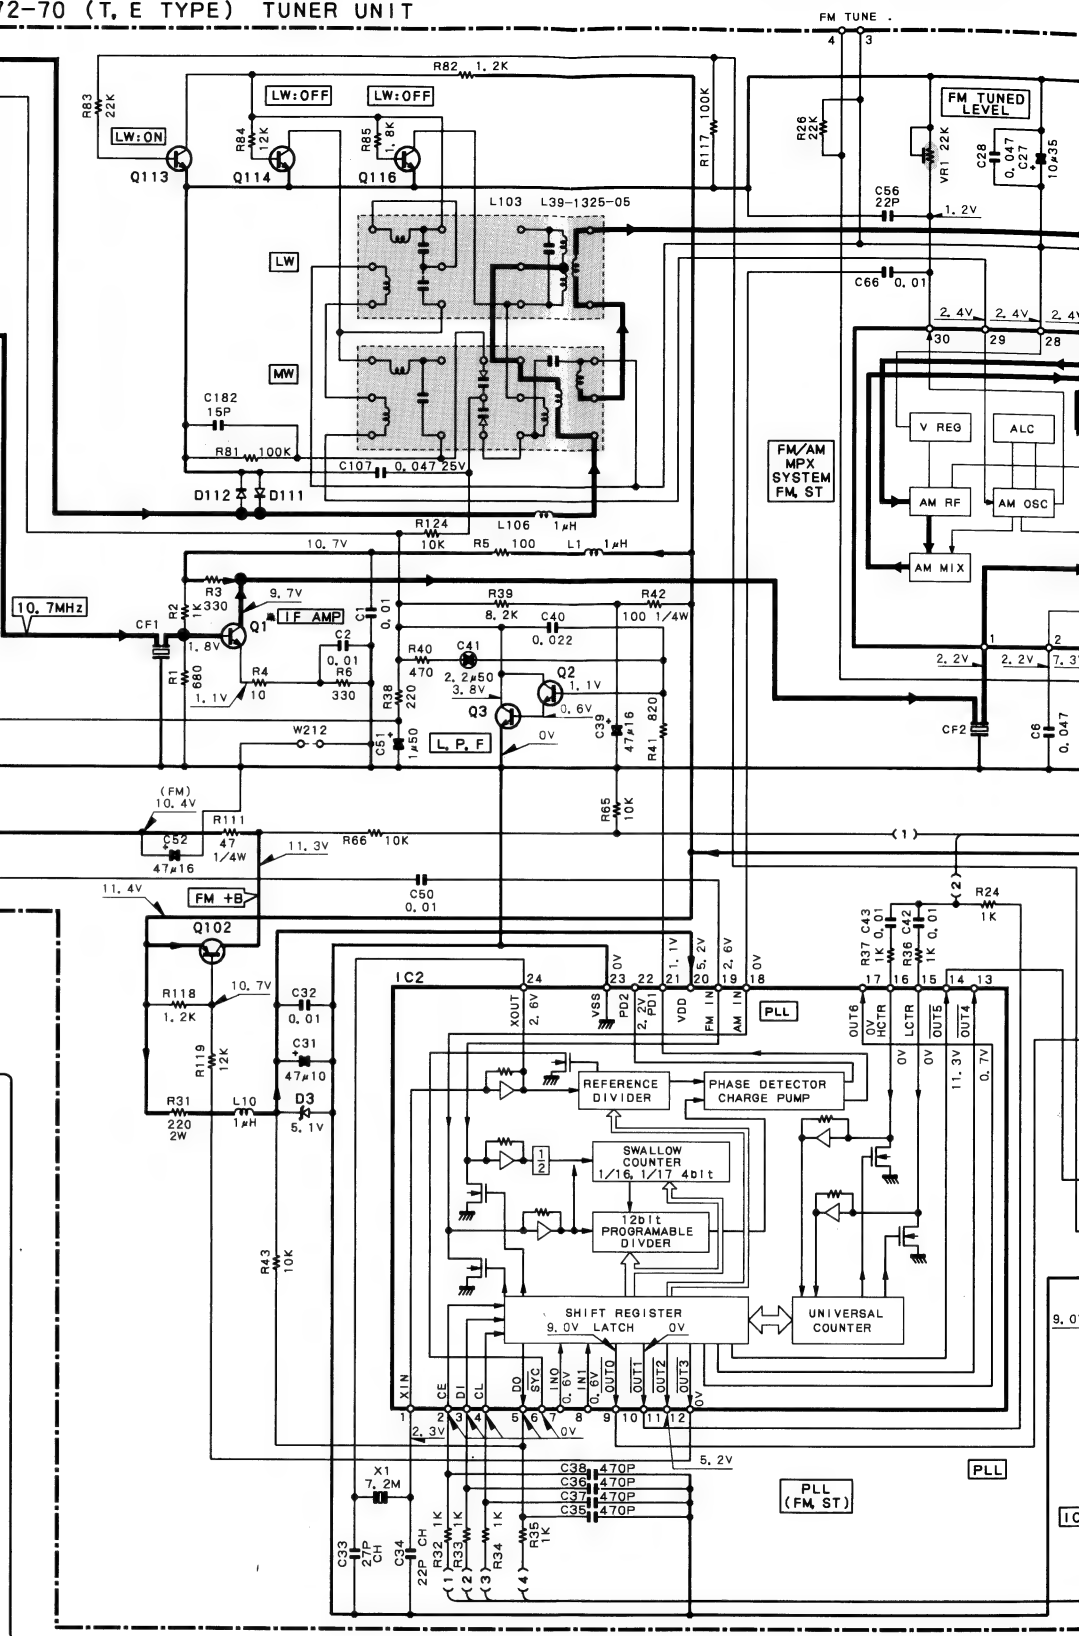 72-70 (T, E TYPE) TUNER UNIT
FM TUNE .
4 3
R82 1.2K
R83 22K
LW:OFF
LW:OFF
LW:ON
R84 12K
R85 1.8K
R117 100K
R26 22K
FM TUNED
LEVEL
VR1 22K
C28 0.047
C27 + 10μ35
Q113
Q114
Q116
L103 L39-1325-05
C56
22P
1.2V
LW
C66 0.01
2.4V 2.4V 2.4V
30 29 28
MW
C182
15P
R81 100K
C107 0.047 25V
V REG
ALC
FM/AM
MPX
SYSTEM
FM, ST
D112 D111
AM RF
AM OSC
R124
10K
L106 1μH
10.7V
R5 100
L1 1μH
AM MIX
R3
330
9.7V
10.7MHz
R2 1K
IF AMP
CF1
Q1
1.8V
C1 0.01
R39
8.2K
C40
0.022
R42
100 1/4W
1 2
2.2V 2.2V 7.3V
C2
0.01
R1 680
R4
10
R6
330
1.1V
R40
470
C41
2.2μ50
Q2
1.1V
3.8V
R38 220
Q3
0.6V
W212
C51 + 1μ50
L.P.F
0V
C39 + 47μ16
R41 820
CF2
C6 0.047
(FM)
10.4V
R111
47
1/4W
C52
+
47μ16
R66 10K
R65 10K
11.3V
(1)
11.4V
FM +B
C50
0.01
(2)
R24
1K
Q102
R37 C43
1K 0.01
R36 C42
1K 0.01
0V 1.1V 5.2V 2.6V 0V
IC2
24 23 22 21 20 19 18 17 16 15 14 13
R118
1.2K
10.7V
C32
0.01
XOUT 2.6V
VSS
PD2 2.2V
PD1
VDD
FM IN
AM IN
PLL
OUT6 0V
HCTR 0V
LCTR 0V
OUT5 11.3V
OUT4 0.7V
R119 12K
C31
+
47μ10
R31
220
2W
L10
1μH
D3
5.1V
REFERENCE
DIVIDER
PHASE DETECTOR
CHARGE PUMP
1/2
SWALLOW
COUNTER
1/16, 1/17 4bit
12bit
PROGRAMABLE
DIVDER
R43 10K
SHIFT REGISTER
LATCH
9.0V
0V
UNIVERSAL
COUNTER
9.0
XIN
CE
DI
CL
DO
SYC
IN0 0.6V
IN1 0.6V
OUT0
OUT1
OUT2
OUT3
0V
1 2 3 4 5 6 7 8 9 10 11 12
2.3V
0V
5.2V
X1
7.2M
C38 470P
C36 470P
C37 470P
C35 470P
PLL
PLL
(FM, ST)
IC
C33 27P CH
C34 22P CH
R32 1K
R33 1K
R34 1K
R35 1K
(1) (2) (3) (4)